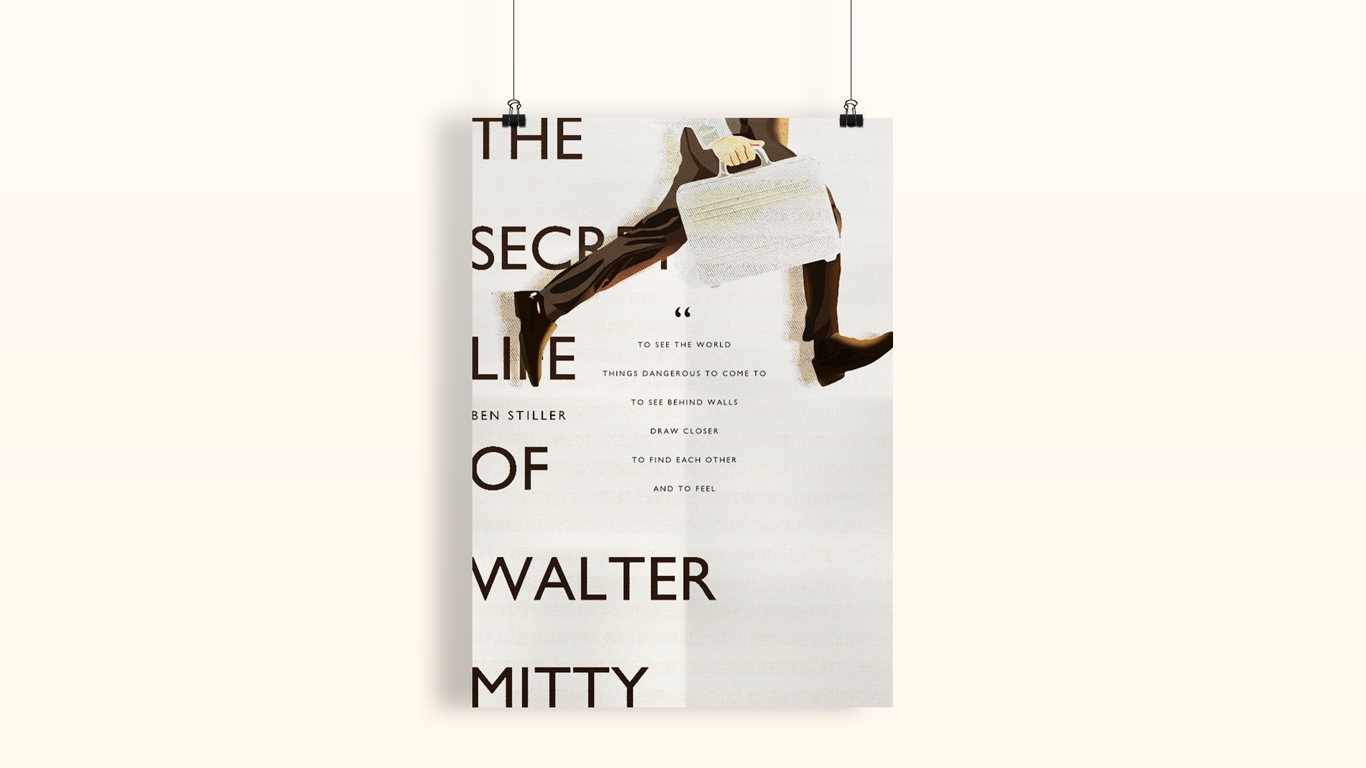 THE
SECRET
LIFE
BEN STILLER
OF
WALTER
MITTY
“
TO SEE THE WORLD
THINGS DANGEROUS TO COME TO
TO SEE BEHIND WALLS
DRAW CLOSER
TO FIND EACH OTHER
AND TO FEEL